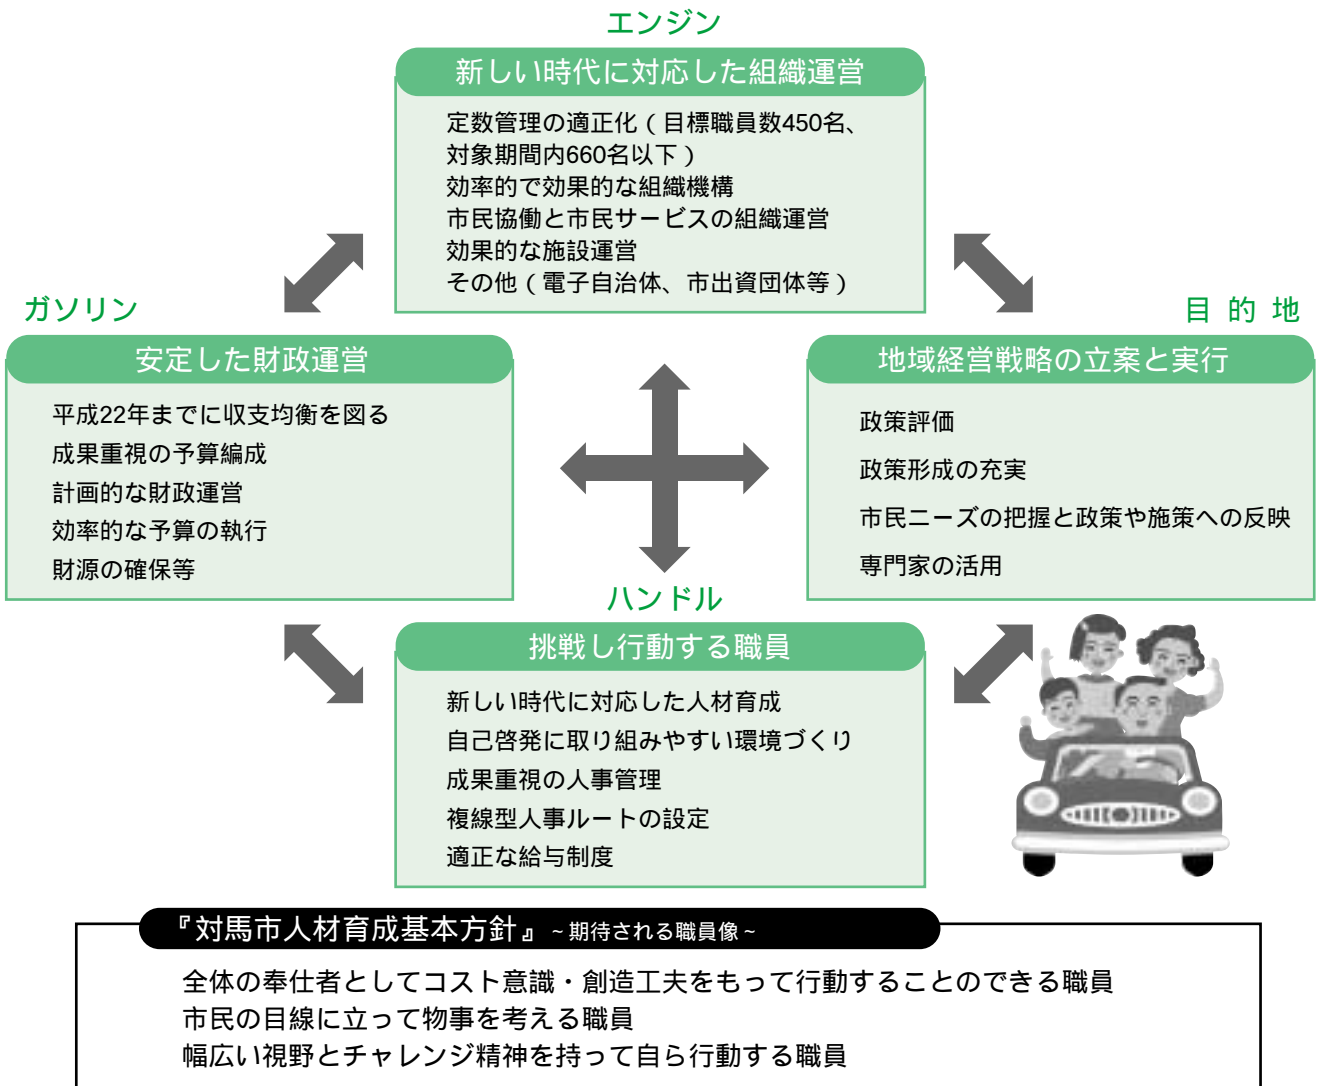 エンジン
新しい時代に対応した組織運営
定数管理の適正化（目標職員数450名、
対象期間内660名以下）
効率的で効果的な組織機構
市民協働と市民サービスの組織運営
効果的な施設運営
その他（電子自治体、市出資団体等）
ガソリン
安定した財政運営
平成22年までに収支均衡を図る
成果重視の予算編成
計画的な財政運営
効率的な予算の執行
財源の確保等
目的地
地域経営戦略の立案と実行
政策評価
政策形成の充実
市民ニーズの把握と政策や施策への反映
専門家の活用
ハンドル
挑戦し行動する職員
新しい時代に対応した人材育成
自己啓発に取り組みやすい環境づくり
成果重視の人事管理
複線型人事ルートの設定
適正な給与制度
『対馬市人材育成基本方針』～期待される職員像～
全体の奉仕者としてコスト意識・創造工夫をもって行動することのできる職員
市民の目線に立って物事を考える職員
幅広い視野とチャレンジ精神を持って自ら行動する職員